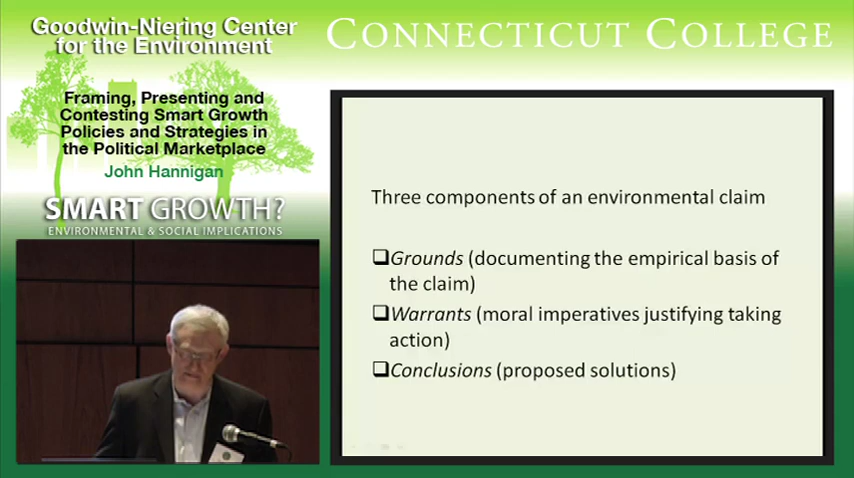 Goodwin-Niering Center
for the Environment
CONNECTICUT COLLEGE
Framing, Presenting and
Contesting Smart Growth
Policies and Strategies in
the Political Marketplace
John Hannigan
SMART GROWTH?
ENVIRONMENTAL & SOCIAL IMPLICATIONS
Three components of an environmental claim
❑Grounds (documenting the empirical basis of
the claim)
❑Warrants (moral imperatives justifying taking
action)
❑Conclusions (proposed solutions)